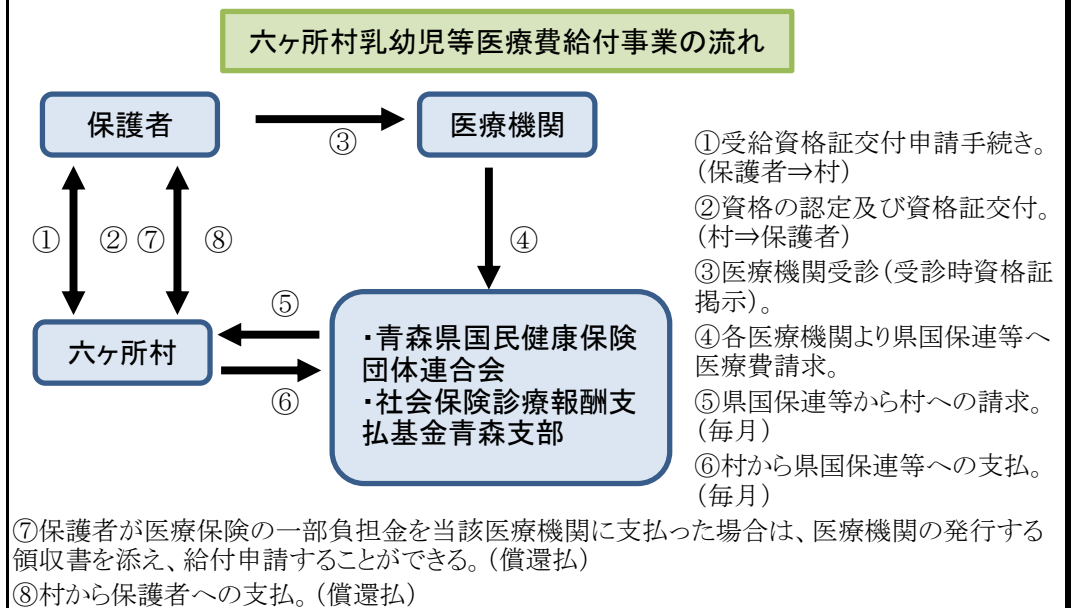 六ヶ所村乳幼児等医療費給付事業の流れ
保護者
③
医療機関
①
②
⑦
⑧
④
六ヶ所村
⑤
⑥
・青森県国民健康保険
団体連合会
・社会保険診療報酬支
払基金青森支部
①受給資格証交付申請手続き。
(保護者⇒村)
②資格の認定及び資格証交付。
(村⇒保護者)
③医療機関受診(受診時資格証
掲示)。
④各医療機関より県国保連等へ
医療費請求。
⑤県国保連等から村への請求。
(毎月)
⑥村から県国保連等への支払。
(毎月)
⑦保護者が医療保険の一部負担金を当該医療機関に支払った場合は、医療機関の発行する
領収書を添え、給付申請することができる。(償還払)
⑧村から保護者への支払。(償還払)